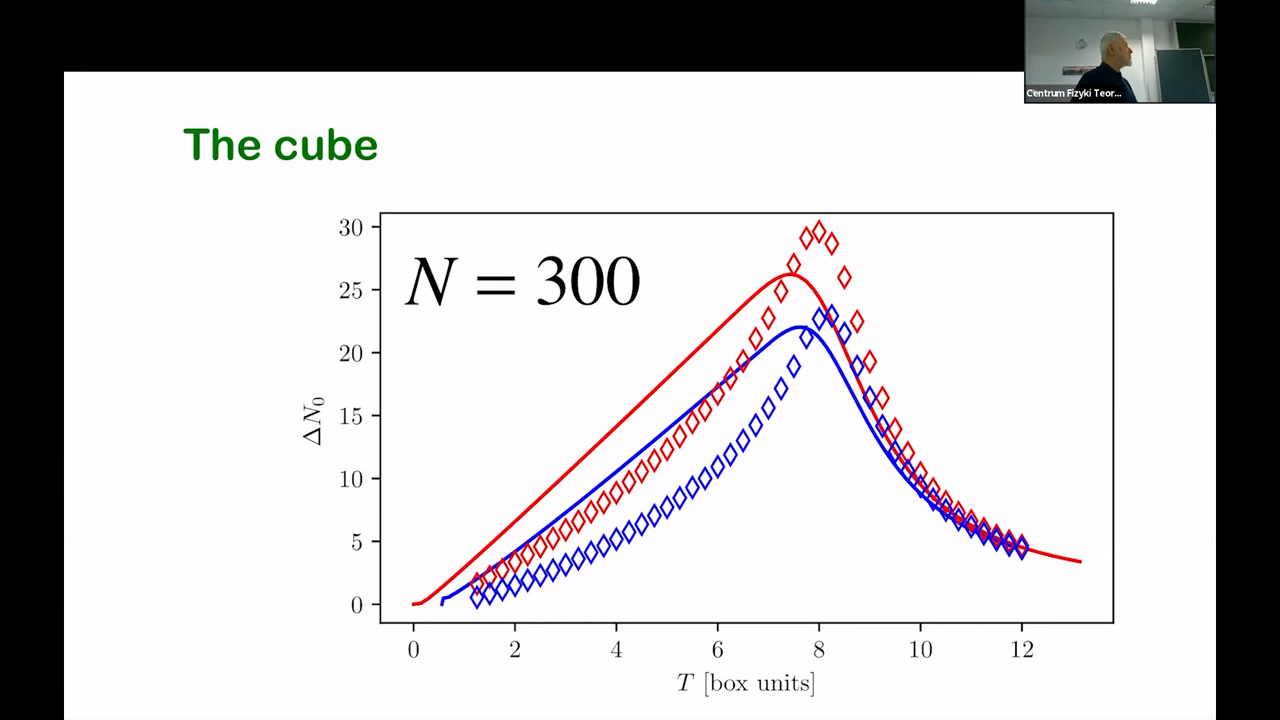 Centrum Fizyki Teor...
The cube
N = 300
30
25
20
15
10
5
0
ΔN₀
0 2 4 6 8 10 12
T [box units]